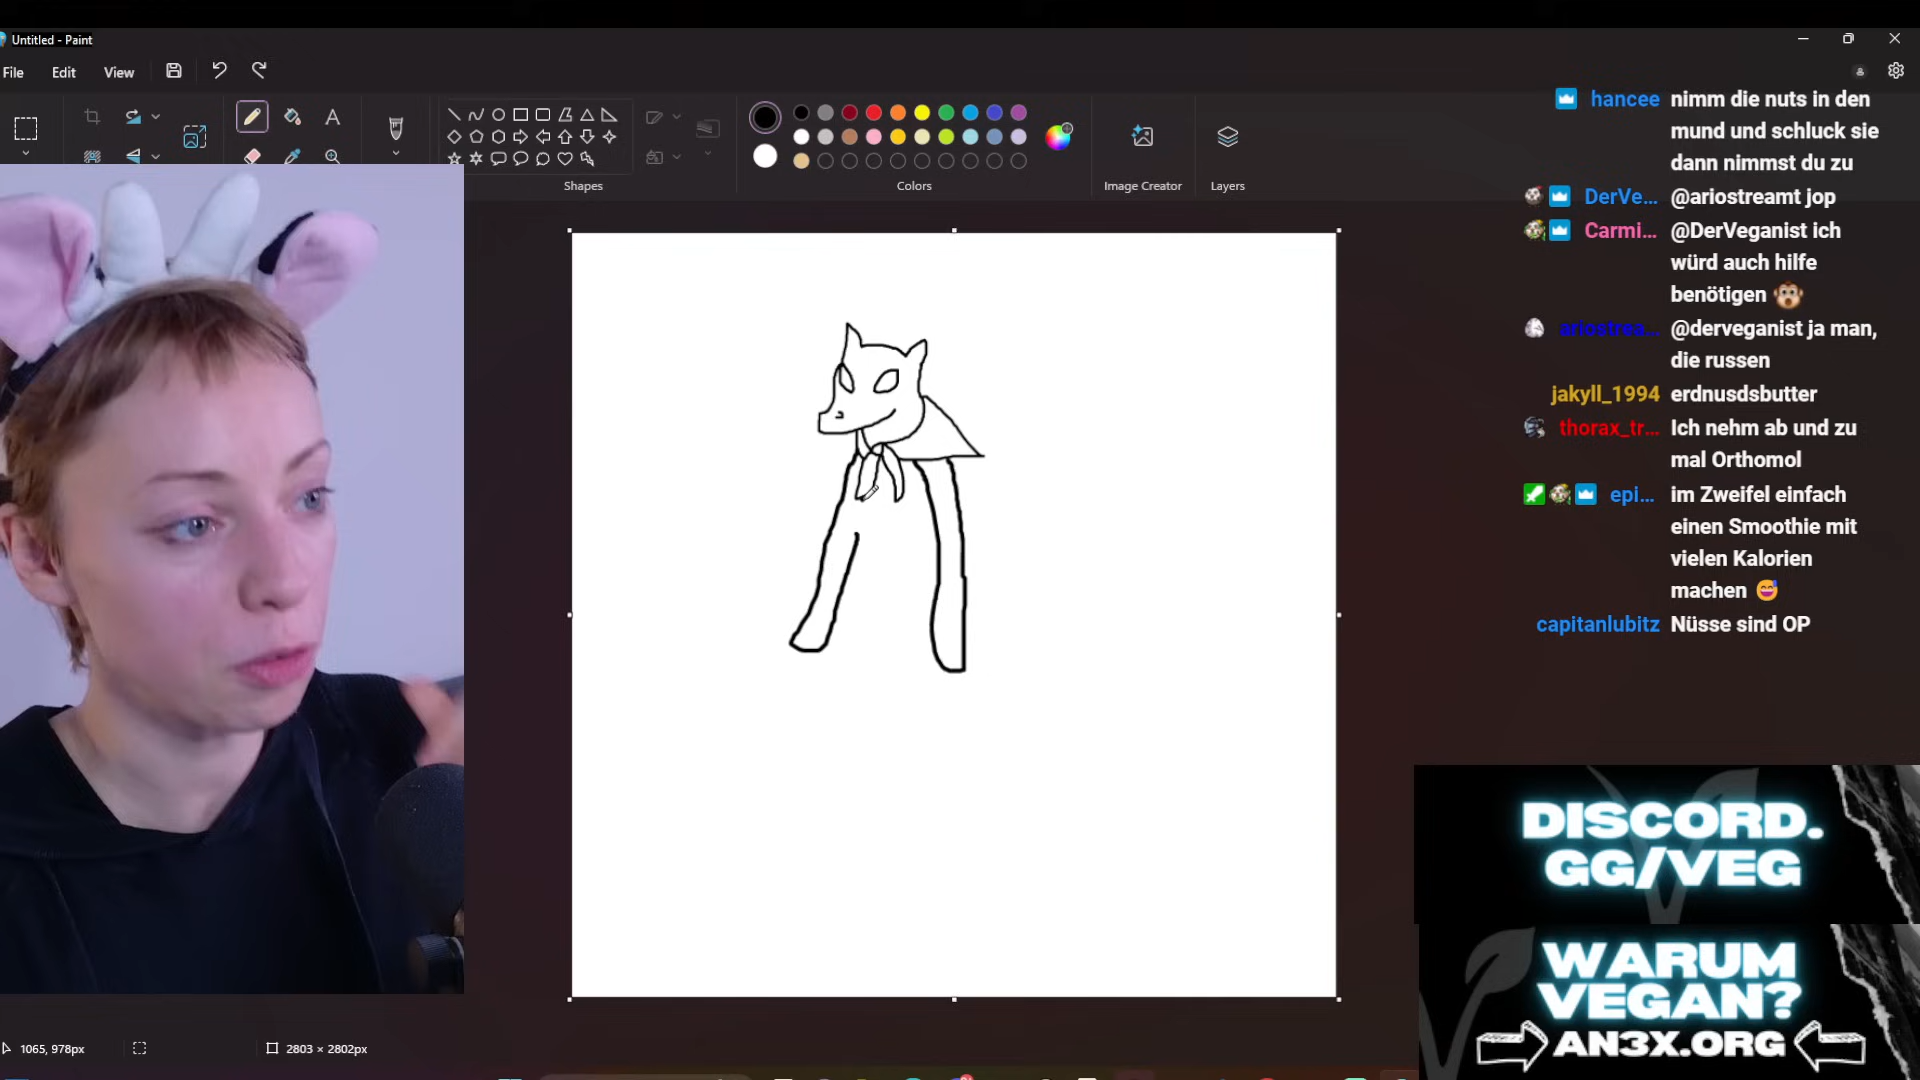 Untitled - Paint
File Edit View
Shapes
Colors
Image Creator
Layers
hancee nimm die nuts in den
mund und schluck sie
dann nimmst du zu
DerVe... @ariostreamt jop
Carmi... @DerVeganist ich
würd auch hilfe
benötigen
ariostrea... @derveganist ja man,
die russen
jakyll_1994 erdnusdsbutter
thorax_tr... Ich nehm ab und zu
mal Orthomol
epi... im Zweifel einfach
einen Smoothie mit
vielen Kalorien
machen
capitanlubitz Nüsse sind OP
DISCORD.
GG/VEG
WARUM
VEGAN?
AN3X.ORG
1065, 978px
2803 × 2802px